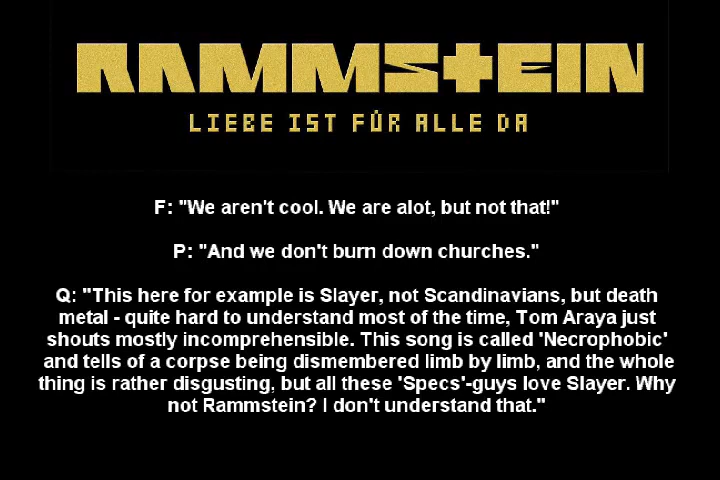 RAMMSTEIN
LIEBE IST FÜR ALLE DA
F: "We aren't cool. We are alot, but not that!"
P: "And we don't burn down churches."
Q: "This here for example is Slayer, not Scandinavians, but death
metal - quite hard to understand most of the time, Tom Araya just
shouts mostly incomprehensible. This song is called 'Necrophobic'
and tells of a corpse being dismembered limb by limb, and the whole
thing is rather disgusting, but all these 'Specs'-guys love Slayer. Why
not Rammstein? I don't understand that."